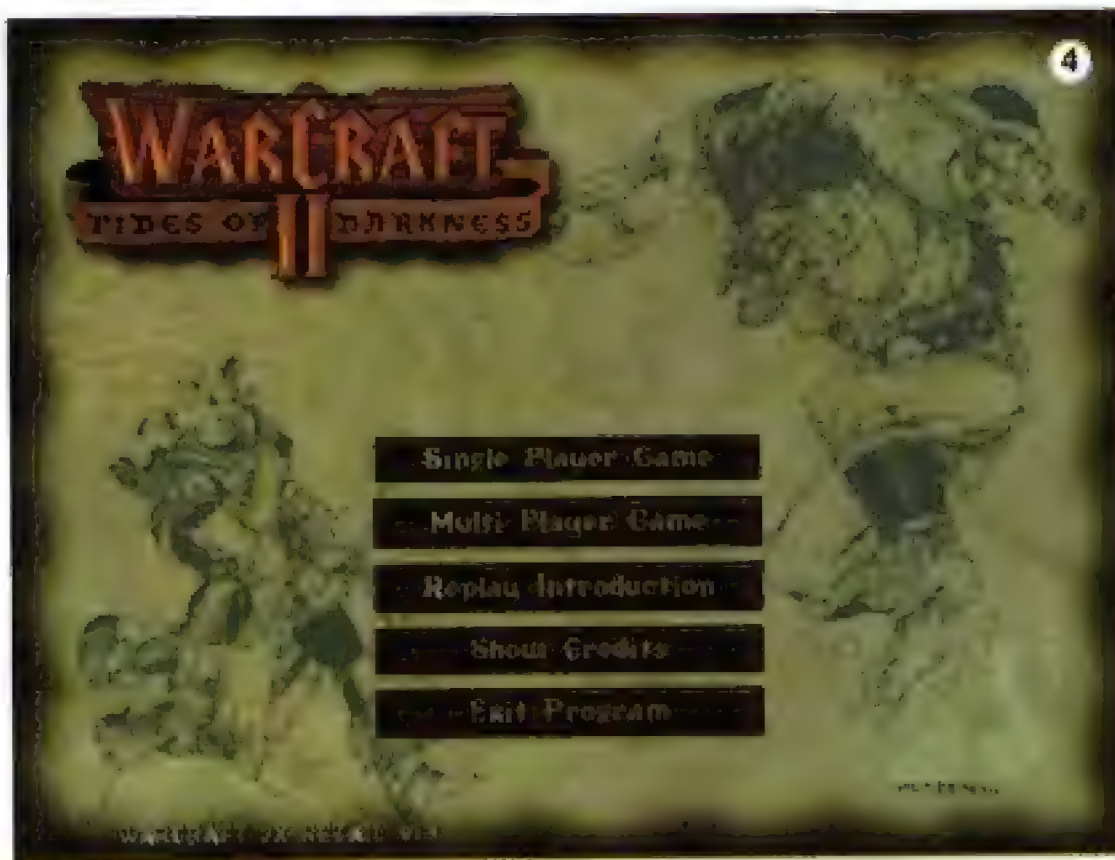 4
WARCRAFT
TIDES OF II DARKNESS
Single Player Game
Multi Player Game
Replay Introduction
Show Credits
Exit Program